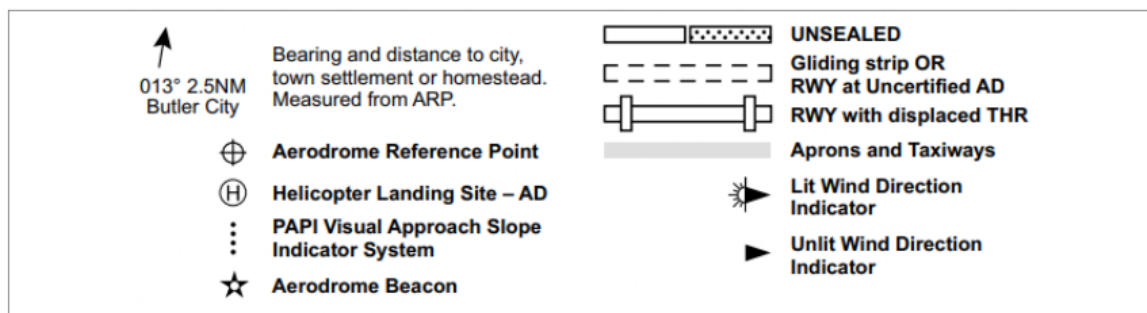 013° 2.5NM
Butler City
Bearing and distance to city,
town settlement or homestead.
Measured from ARP.
Aerodrome Reference Point
H
Helicopter Landing Site – AD
PAPI Visual Approach Slope
Indicator System
Aerodrome Beacon
UNSEALED
Gliding strip OR
RWY at Uncertified AD
RWY with displaced THR
Aprons and Taxiways
Lit Wind Direction
Indicator
Unlit Wind Direction
Indicator